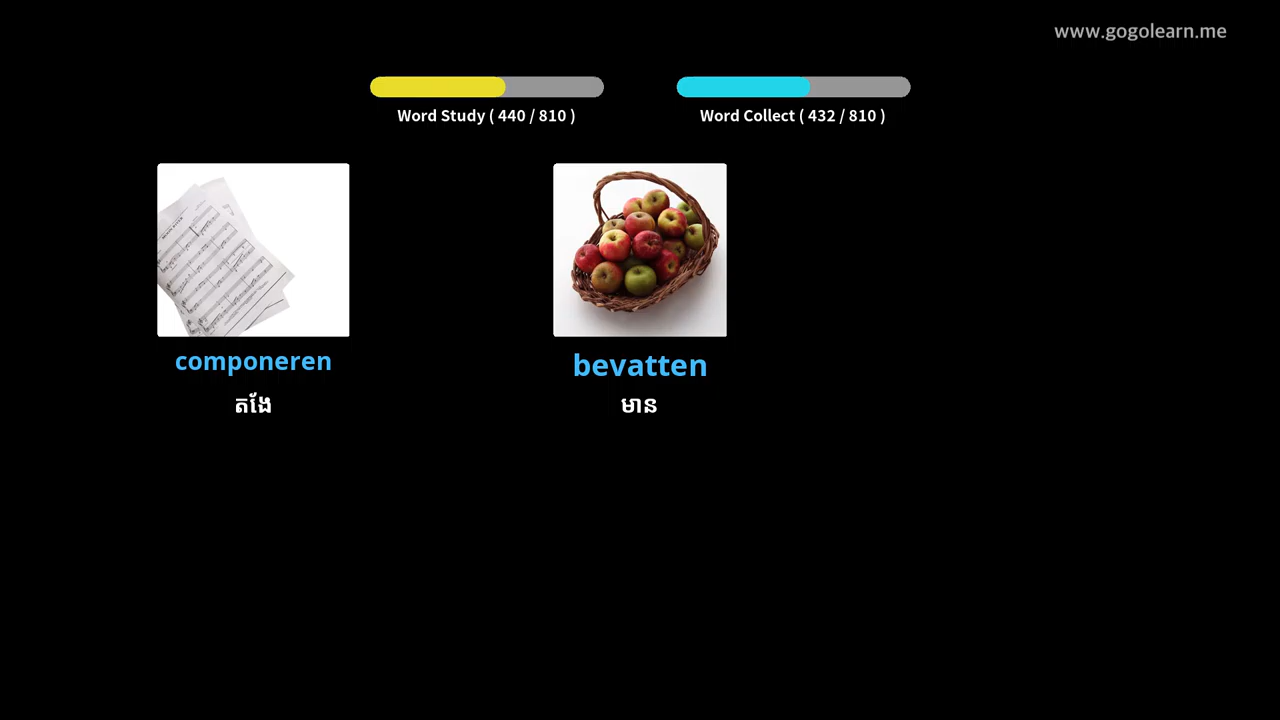 www.gogolearn.me
Word Study ( 440 / 810 )
Word Collect ( 432 / 810 )
componeren
តែង
bevatten
មាន